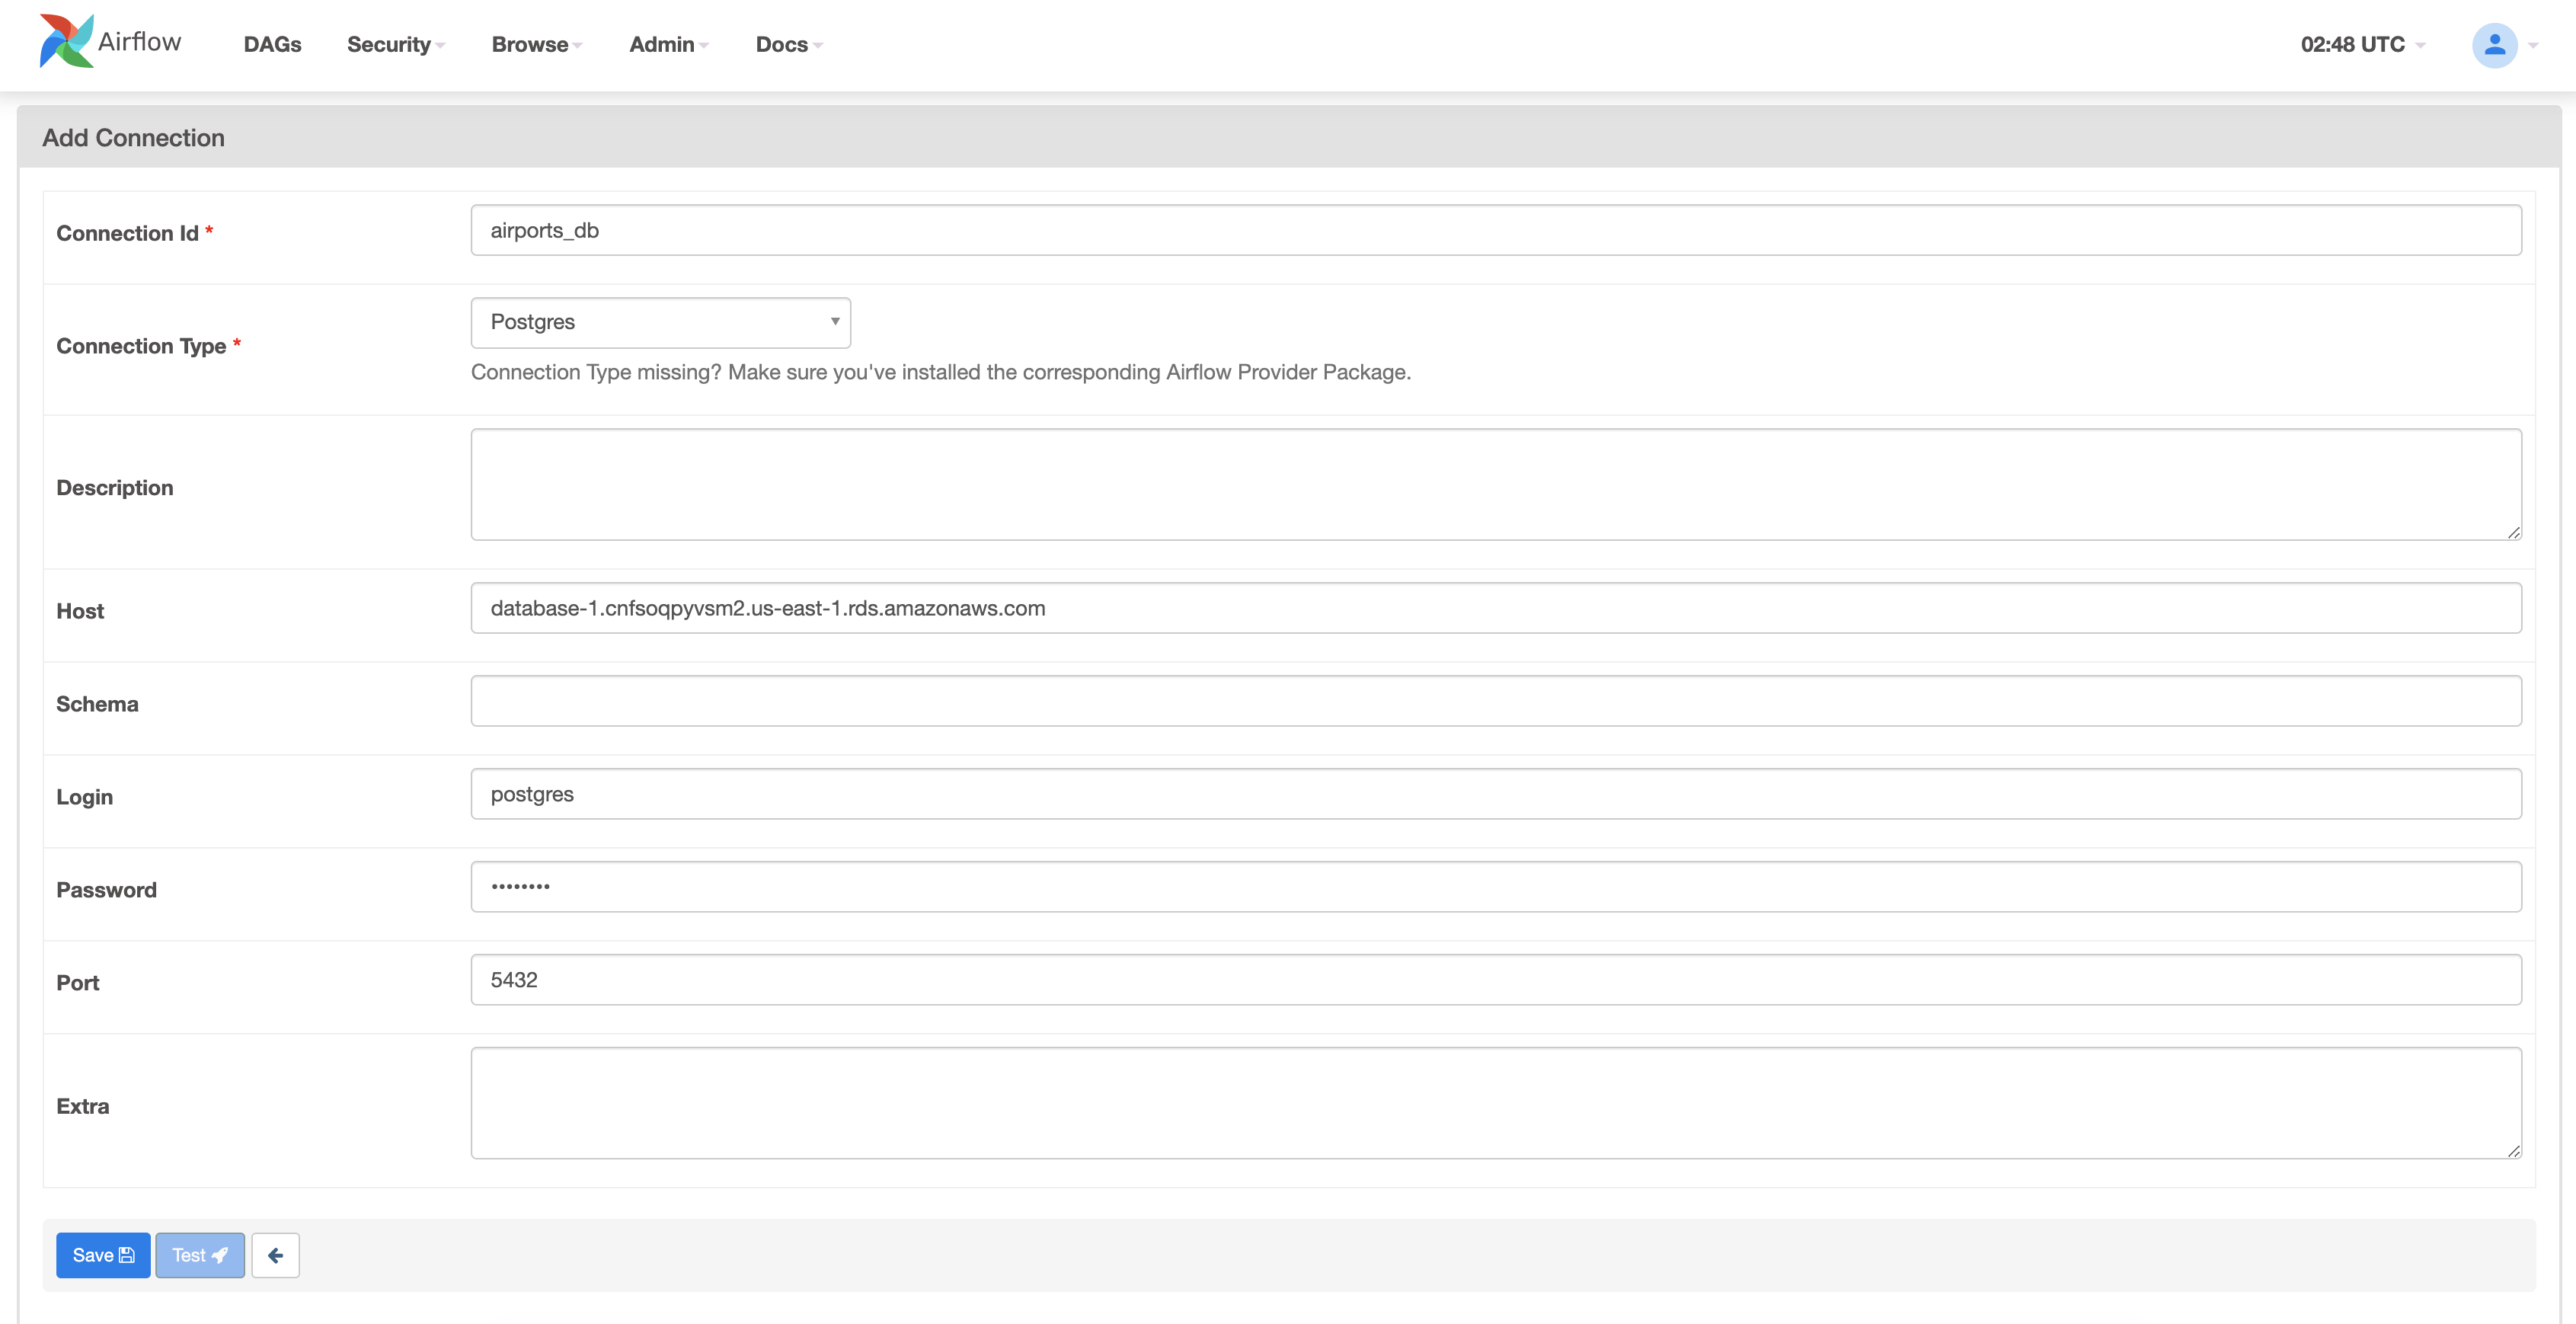 Airflow DAGs Security Browse Admin Docs 02:48 UTC
Add Connection
Connection Id * airports_db
Connection Type * Postgres
Connection Type missing? Make sure you've installed the corresponding Airflow Provider Package.
Description
Host database-1.cnfsoqpyvsm2.us-east-1.rds.amazonaws.com
Schema
Login postgres
Password ••••••••
Port 5432
Extra
Save Test